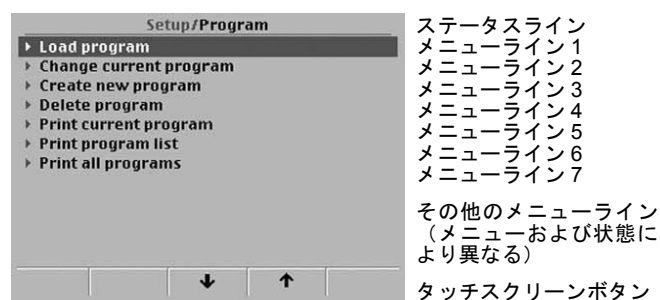 Setup/Program
Load program
Change current program
Create new program
Delete program
Print current program
Print program list
Print all programs
ステータスライン
メニューライン 1
メニューライン 2
メニューライン 3
メニューライン 4
メニューライン 5
メニューライン 6
メニューライン 7
その他のメニューライン
（メニューおよび状態に
より異なる）
タッチスクリーンボタン